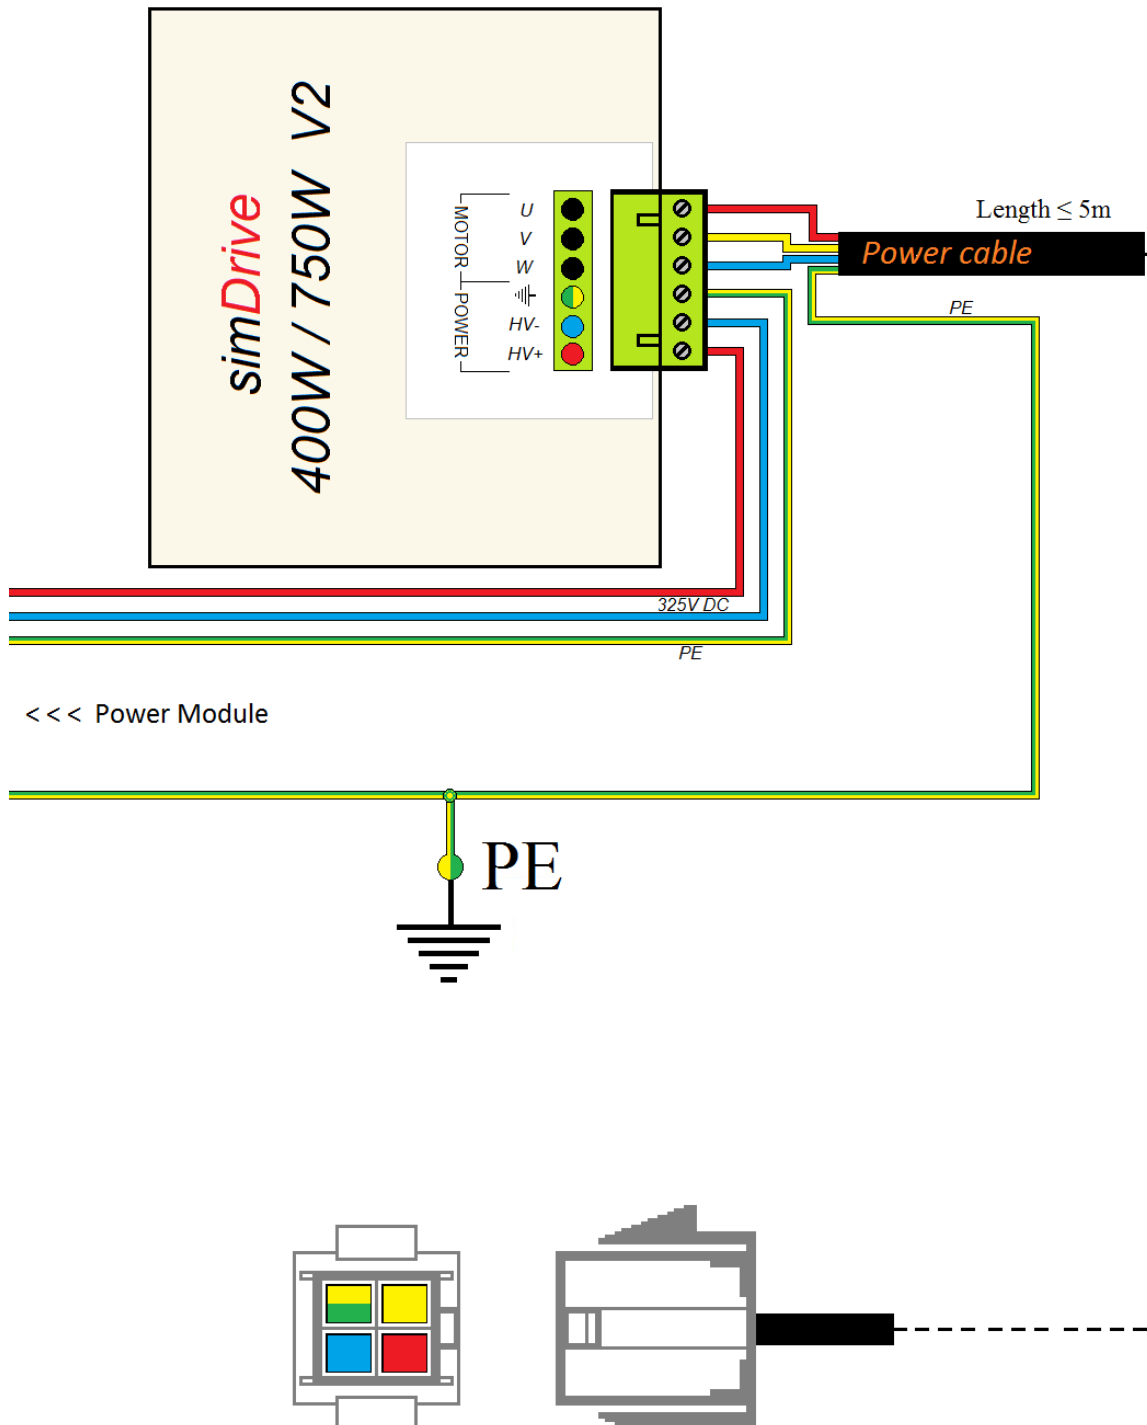 simDrive
400W / 750W V2
MOTOR
POWER
U
V
W
HV-
HV+
Length ≤ 5m
Power cable
PE
325V DC
PE
< < < Power Module
PE